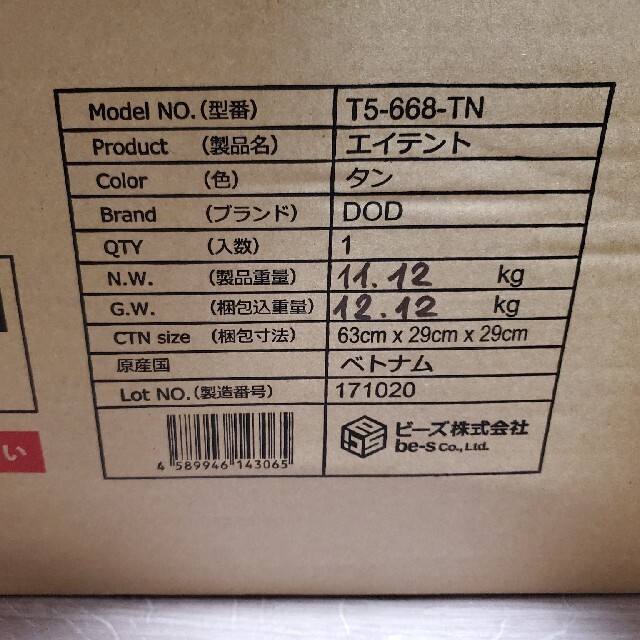 Model NO.(型番) T5-668-TN
Product (製品名) エイテント
Color (色) タン
Brand (ブランド) DOD
QTY (入数) 1
N.W. (製品重量) 11.12 kg
G.W. (梱包込重量) 12.12 kg
CTN size (梱包寸法) 63cm x 29cm x 29cm
原産国 ベトナム
Lot NO.(製造番号) 171020
4 589946 143065
ビーズ株式会社
be-s Co., Ltd.
い